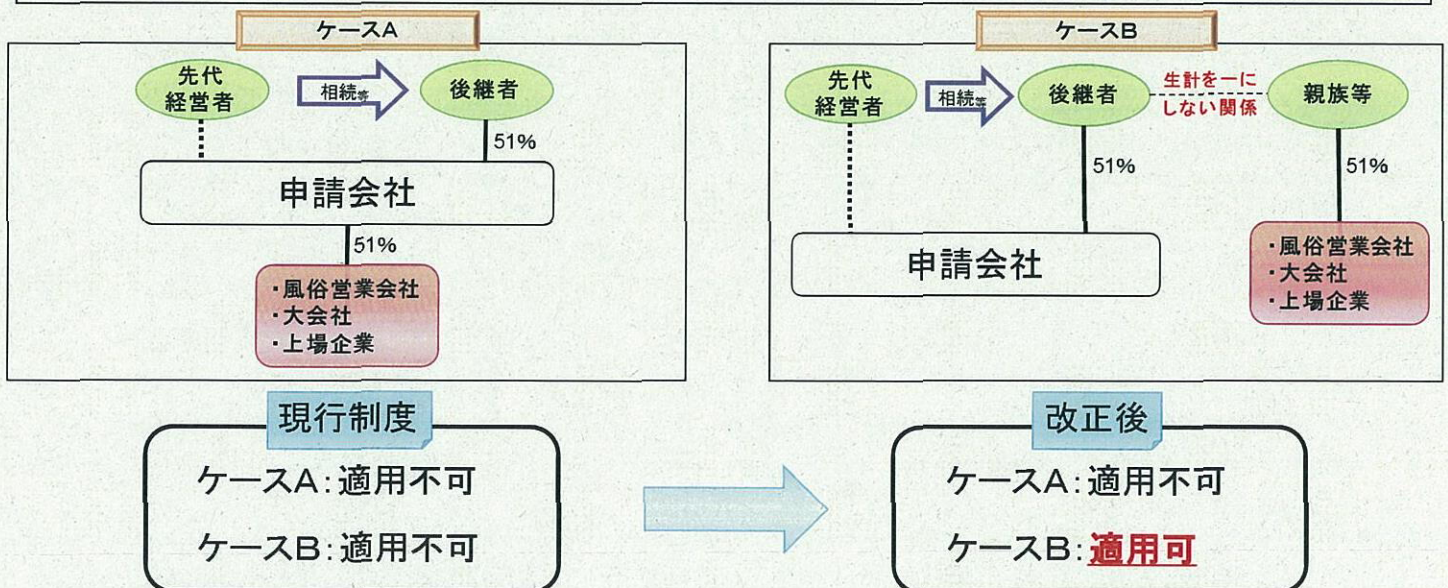 ケースA
先代
経営者
相続等
後継者
51%
申請会社
51%
・風俗営業会社
・大会社
・上場企業
ケースB
先代
経営者
相続等
後継者
生計を一に
しない関係
親族等
51%
51%
申請会社
・風俗営業会社
・大会社
・上場企業
現行制度
ケースA:適用不可
ケースB:適用不可
改正後
ケースA:適用不可
ケースB:適用可